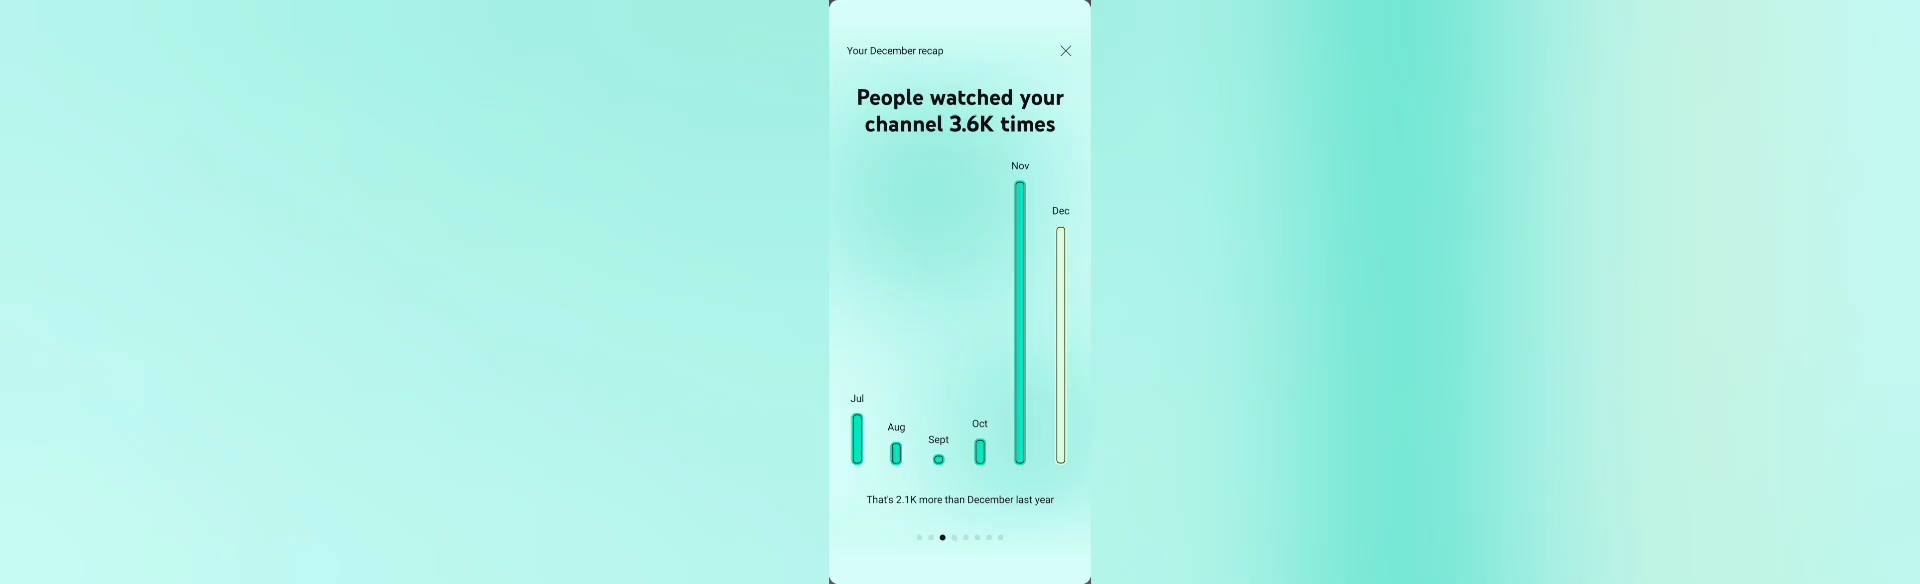 Your December recap
People watched your
channel 3.6K times
Nov
Dec
Jul
Aug
Sept
Oct
That's 2.1K more than December last year